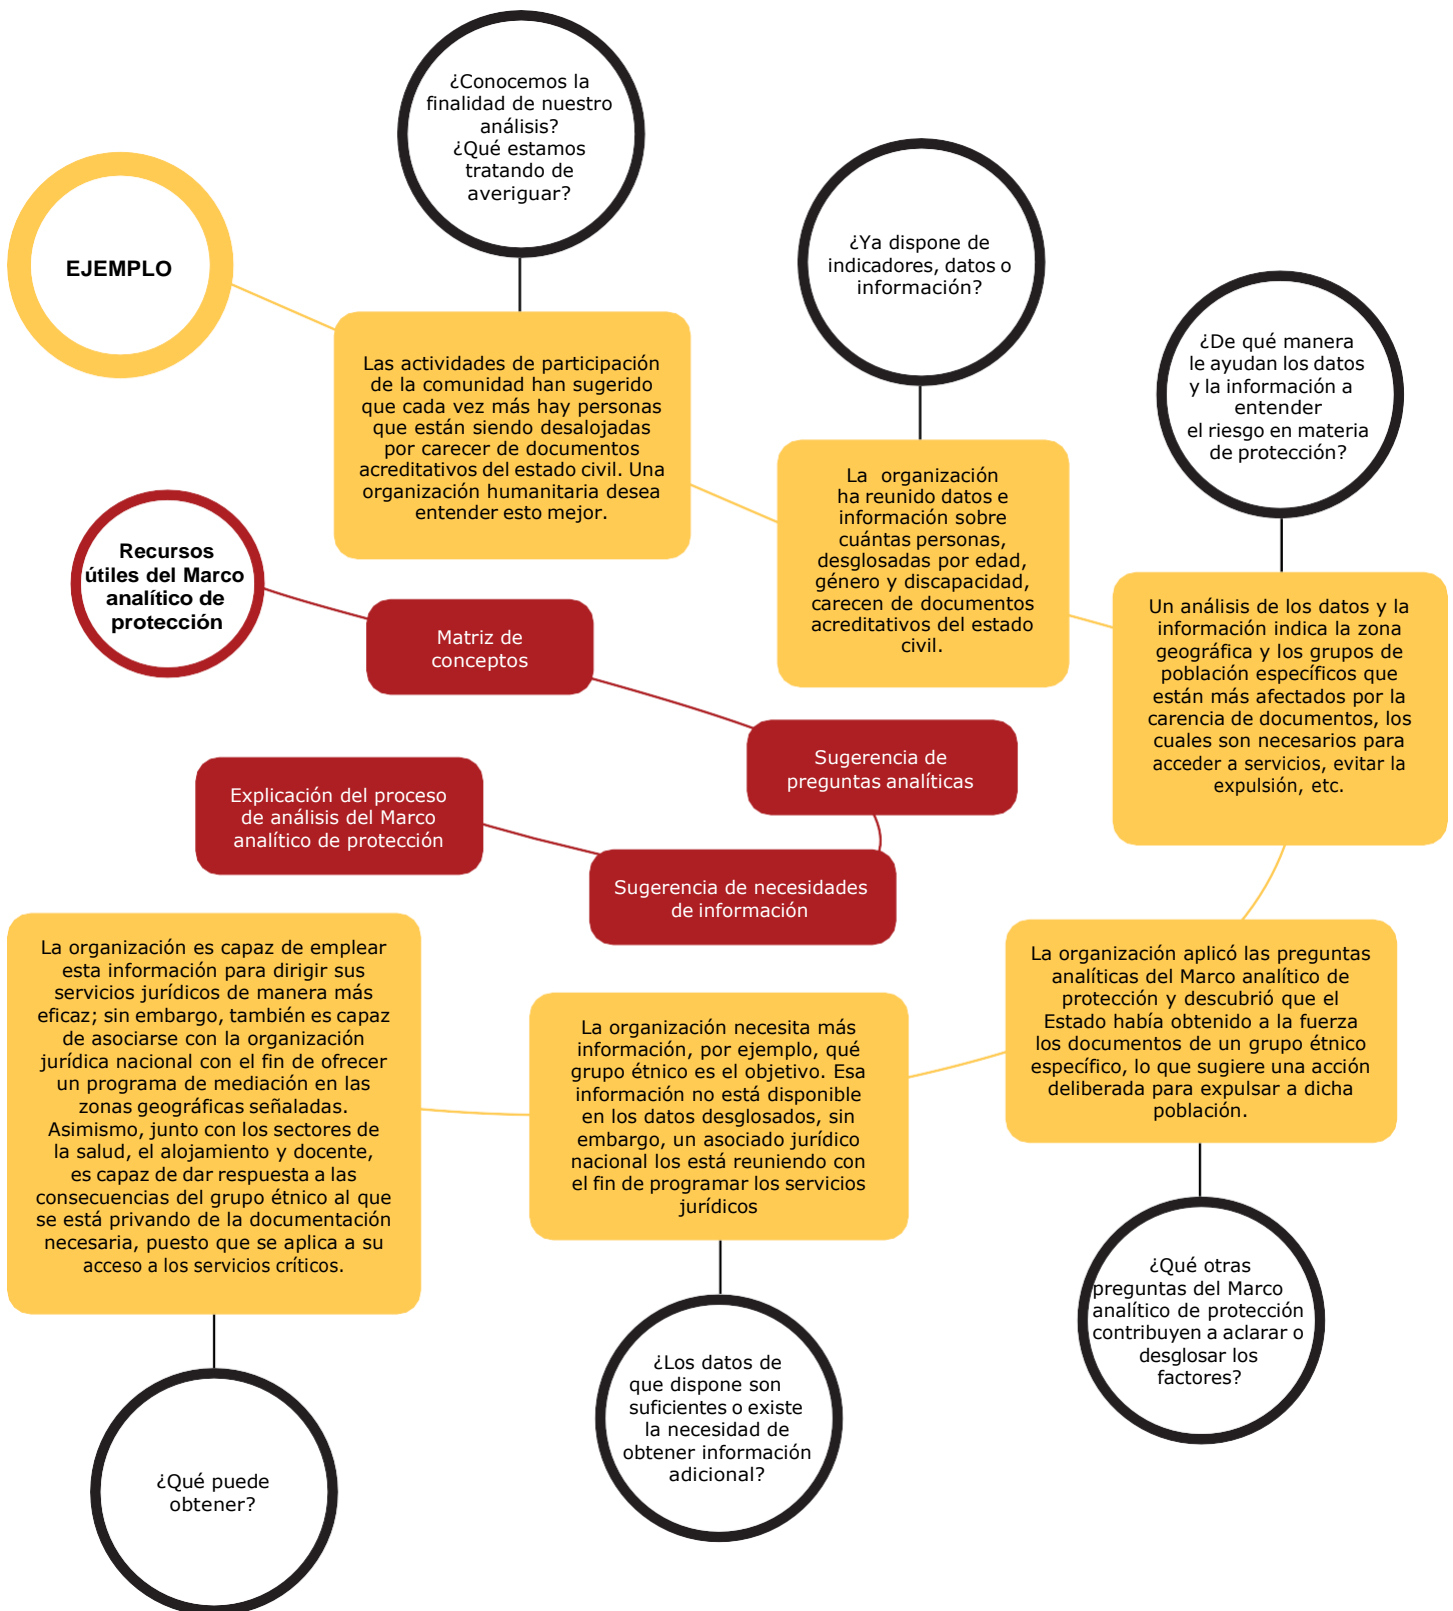 ¿Conocemos la
finalidad de nuestro
análisis?
¿Qué estamos
tratando de
averiguar?
EJEMPLO
¿Ya dispone de
indicadores, datos o
información?
¿De qué manera
le ayudan los datos
y la información a
entender
el riesgo en materia
de protección?
Las actividades de participación
de la comunidad han sugerido
que cada vez más hay personas
que están siendo desalojadas
por carecer de documentos
acreditativos del estado civil. Una
organización humanitaria desea
entender esto mejor.
La organización
ha reunido datos e
información sobre
cuántas personas,
desglosadas por edad,
género y discapacidad,
carecen de documentos
acreditativos del estado
civil.
Un análisis de los datos y la
información indica la zona
geográfica y los grupos de
población específicos que
están más afectados por la
carencia de documentos, los
cuales son necesarios para
acceder a servicios, evitar la
expulsión, etc.
Recursos
útiles del Marco
analítico de
protección
Matriz de
conceptos
Sugerencia de
preguntas analíticas
Sugerencia de necesidades
de información
Explicación del proceso
de análisis del Marco
analítico de protección
La organización aplicó las preguntas
analíticas del Marco analítico de
protección y descubrió que el
Estado había obtenido a la fuerza
los documentos de un grupo étnico
específico, lo que sugiere una acción
deliberada para expulsar a dicha
población.
La organización necesita más
información, por ejemplo, qué
grupo étnico es el objetivo. Esa
información no está disponible
en los datos desglosados, sin
embargo, un asociado jurídico
nacional los está reuniendo con
el fin de programar los servicios
jurídicos
La organización es capaz de emplear
esta información para dirigir sus
servicios jurídicos de manera más
eficaz; sin embargo, también es capaz
de asociarse con la organización
jurídica nacional con el fin de ofrecer
un programa de mediación en las
zonas geográficas señaladas.
Asimismo, junto con los sectores de
la salud, el alojamiento y docente,
es capaz de dar respuesta a las
consecuencias del grupo étnico al que
se está privando de la documentación
necesaria, puesto que se aplica a su
acceso a los servicios críticos.
¿Qué otras
preguntas del Marco
analítico de protección
contribuyen a aclarar o
desglosar los
factores?
¿Los datos de
que dispone son
suficientes o existe
la necesidad de
obtener información
adicional?
¿Qué puede
obtener?